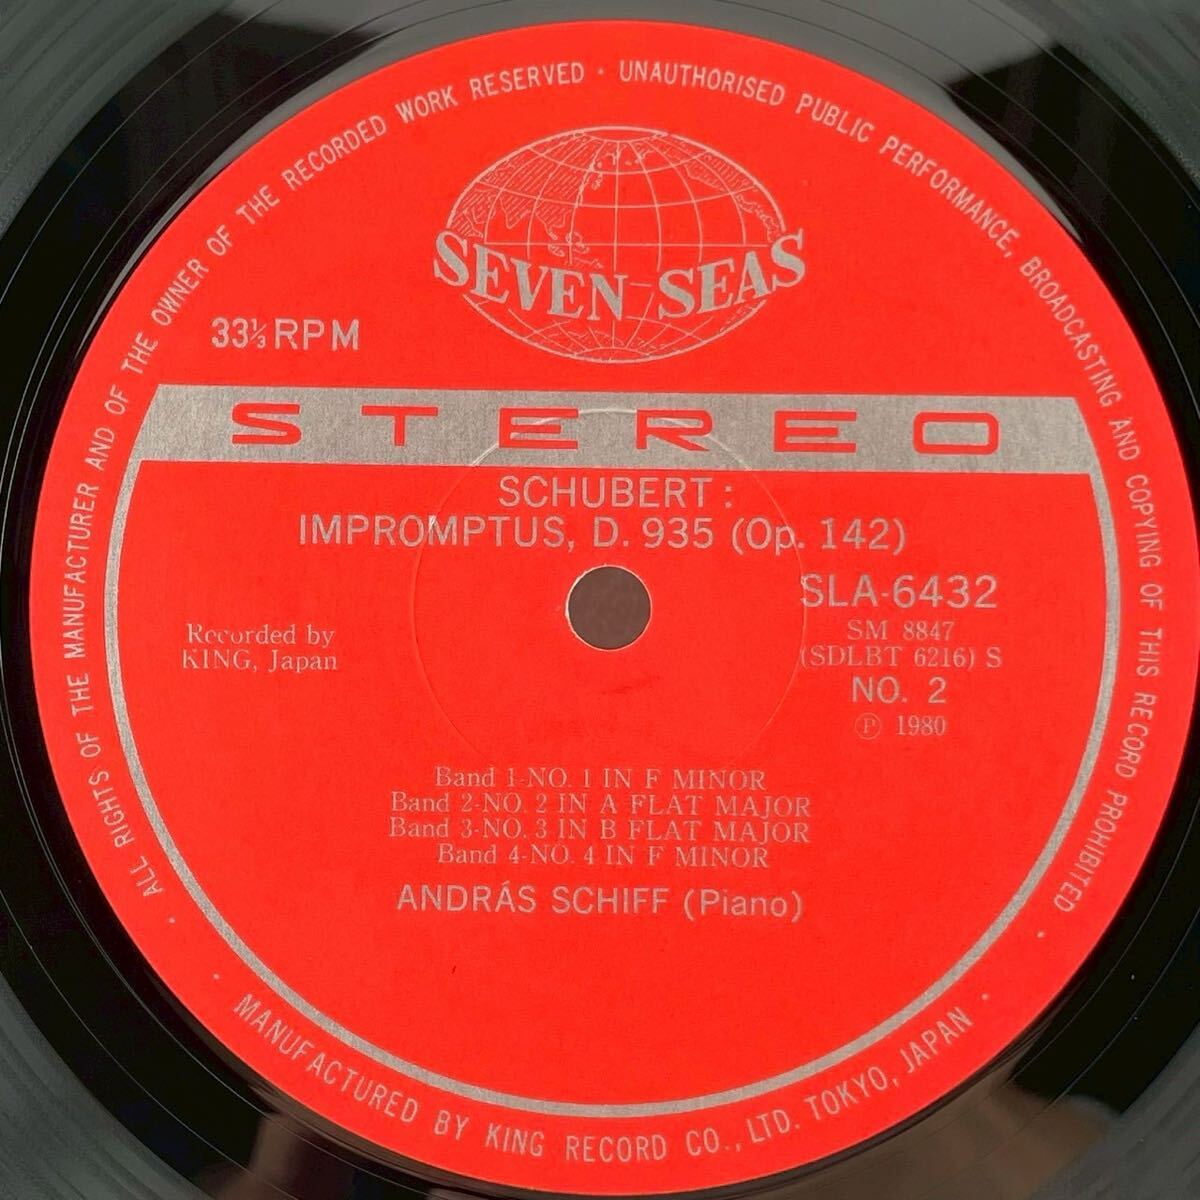 · ALL RIGHTS OF THE MANUFACTURER AND OF THE OWNER OF THE RECORDED WORK RESERVED · UNAUTHORISED PUBLIC PERFORMANCE, BROADCASTING AND COPYING OF THIS RECORD PROHIBITED ·
SEVEN SEAS
33⅓ RPM
STEREO
SCHUBERT:
IMPROMPTUS, D. 935 (Op. 142)
SLA-6432
Recorded by
KING, Japan
SM 8847
(SDLBT 6216) S
NO. 2
Ⓟ 1980
Band 1-NO. 1 IN F MINOR
Band 2-NO. 2 IN A FLAT MAJOR
Band 3-NO. 3 IN B FLAT MAJOR
Band 4-NO. 4 IN F MINOR
ANDRÁS SCHIFF (Piano)
· MANUFACTURED BY KING RECORD CO., LTD. TOKYO, JAPAN ·